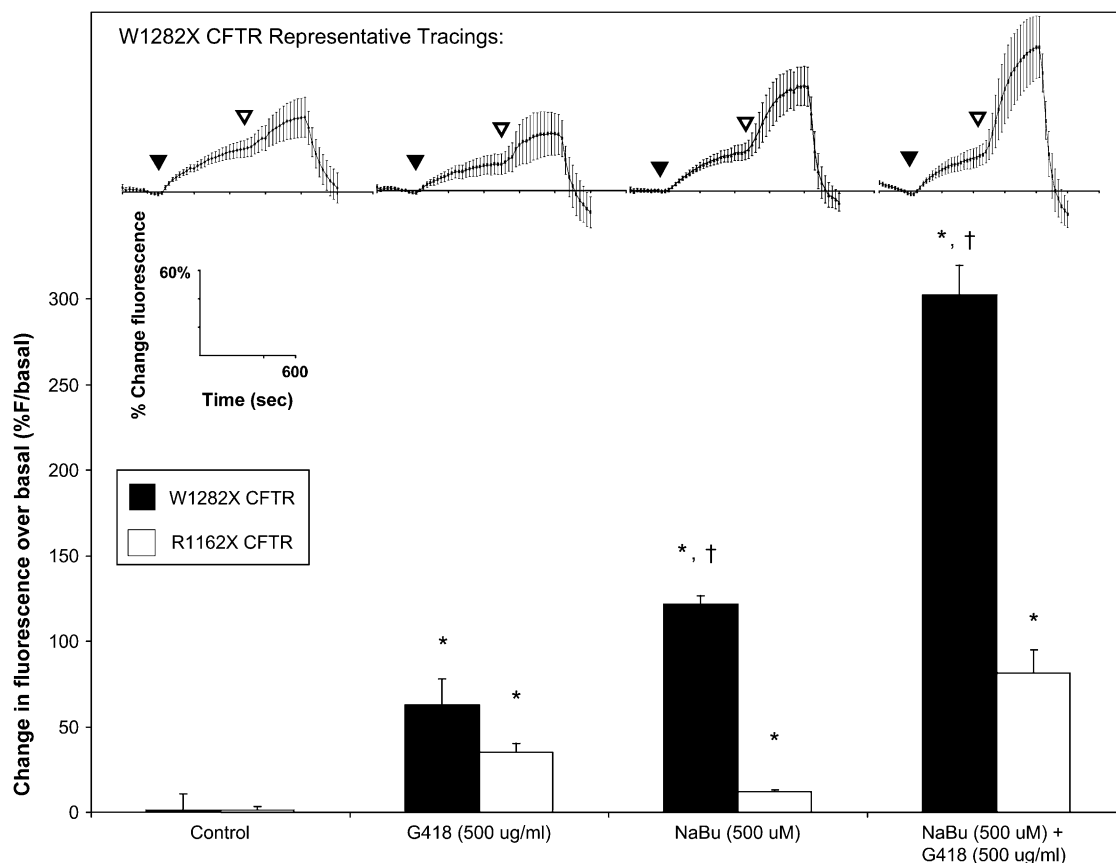 W1282X CFTR Representative Tracings:
% Change fluorescence
60%
600
Time (sec)
Change in fluorescence over basal (%F/basal)
300
250
200
150
100
50
0
W1282X CFTR
R1162X CFTR
*
*
*, †
*
*, †
*
Control
G418 (500 ug/ml)
NaBu (500 uM)
NaBu (500 uM) +
G418 (500 ug/ml)